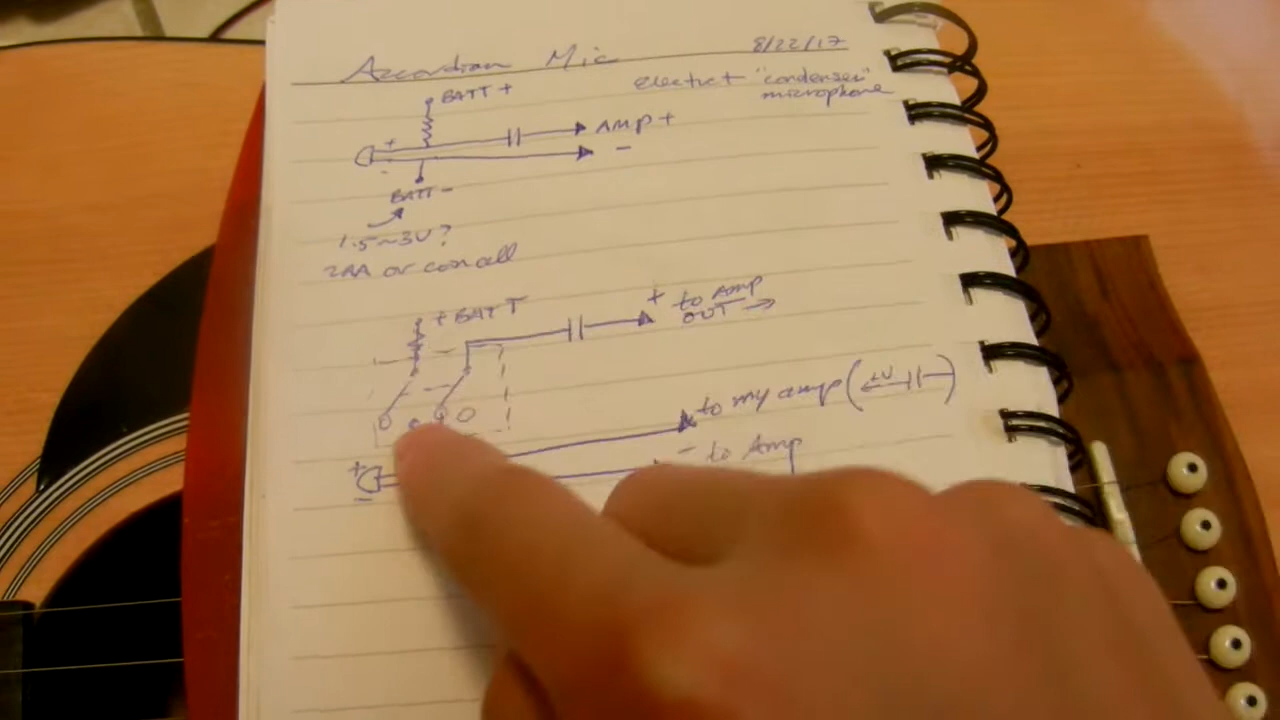 Accordian Mic 8/22/17
electret "condenser"
microphone
BATT +
+ AMP +
- -
BATT -
1.5~3V?
2AA or coin cell
+ BATT
+ to AMP
OUT →
to my amp (+V )
- to Amp
+
-